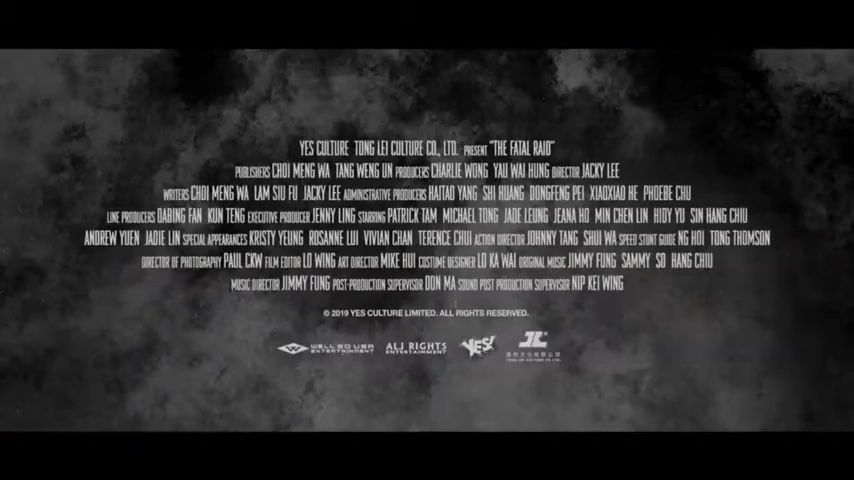 YES CULTURE TONG LEI CULTURE CO., LTD. PRESENT "THE FATAL RAID"
PUBLISHERS CHOI MENG WA TANG WENG UN PRODUCERS CHARLIE WONG YAU WAI HUNG DIRECTOR JACKY LEE
WRITERS CHOI MENG WA LAM SIU FU JACKY LEE ADMINISTRATIVE PRODUCERS HAITAO YANG SHI HUANG DONGFENG PEI XIAOXIAO HE PHOEBE CHU
LINE PRODUCERS DABING FAN KUN TENG EXECUTIVE PRODUCER JENNY LING STARRING PATRICK TAM MICHAEL TONG JADE LEUNG JEANA HO MIN CHEN LIN HIDY YU SIN HANG CHIU
ANDREW YUEN JADIE LIN SPECIAL APPEARANCES KRISTY YEUNG ROSANNE LUI VIVIAN CHAN TERENCE CHUI ACTION DIRECTOR JOHNNY TANG SHUI WA SPEED STUNT GUIDE NG HOI TONG THOMSON
DIRECTOR OF PHOTOGRAPHY PAUL CKW FILM EDITOR LO WING ART DIRECTOR MIKE HUI COSTUME DESIGNER LO KA WAI ORIGINAL MUSIC JIMMY FUNG SAMMY SO HANG CHIU
MUSIC DIRECTOR JIMMY FUNG POST-PRODUCTION SUPERVISOR DON MA SOUND POST PRODUCTION SUPERVISOR NIP KEI WING
© 2019 YES CULTURE LIMITED. ALL RIGHTS RESERVED.
WELL GO USA
ENTERTAINMENT
ALJ RIGHTS
ENTERTAINMENT
YES!
TONG LEI CULTURE CO LTD.